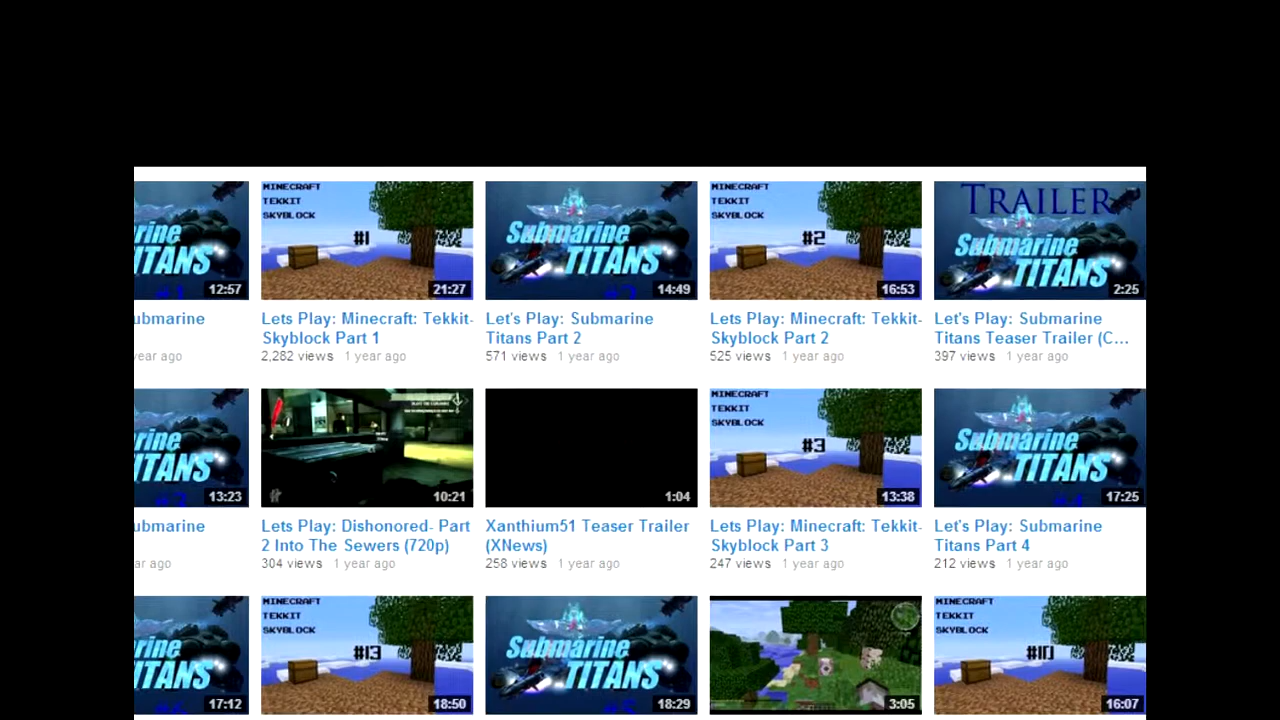 MINECRAFT
TEKKIT
SKYBLOCK
#1
MINECRAFT
TEKKIT
SKYBLOCK
#2
TRAILER
rine
TITANS
Submarine
TITANS
Submarine
TITANS
12:57
21:27
14:49
16:53
2:25
ubmarine
Lets Play: Minecraft: Tekkit-
Skyblock Part 1
Let's Play: Submarine
Titans Part 2
Lets Play: Minecraft: Tekkit-
Skyblock Part 2
Let's Play: Submarine
Titans Teaser Trailer (C...
year ago
2,282 views 1 year ago
571 views 1 year ago
525 views 1 year ago
397 views 1 year ago
rine
TITANS
MINECRAFT
TEKKIT
SKYBLOCK
#3
Submarine
TITANS
13:23
10:21
1:04
13:38
17:25
ubmarine
Lets Play: Dishonored- Part
2 Into The Sewers (720p)
Xanthium51 Teaser Trailer
(XNews)
Lets Play: Minecraft: Tekkit-
Skyblock Part 3
Let's Play: Submarine
Titans Part 4
ar ago
304 views 1 year ago
258 views 1 year ago
247 views 1 year ago
212 views 1 year ago
rine
TITANS
MINECRAFT
TEKKIT
SKYBLOCK
#13
Submarine
TITANS
MINECRAFT
TEKKIT
SKYBLOCK
#10
17:12
18:50
18:29
3:05
16:07